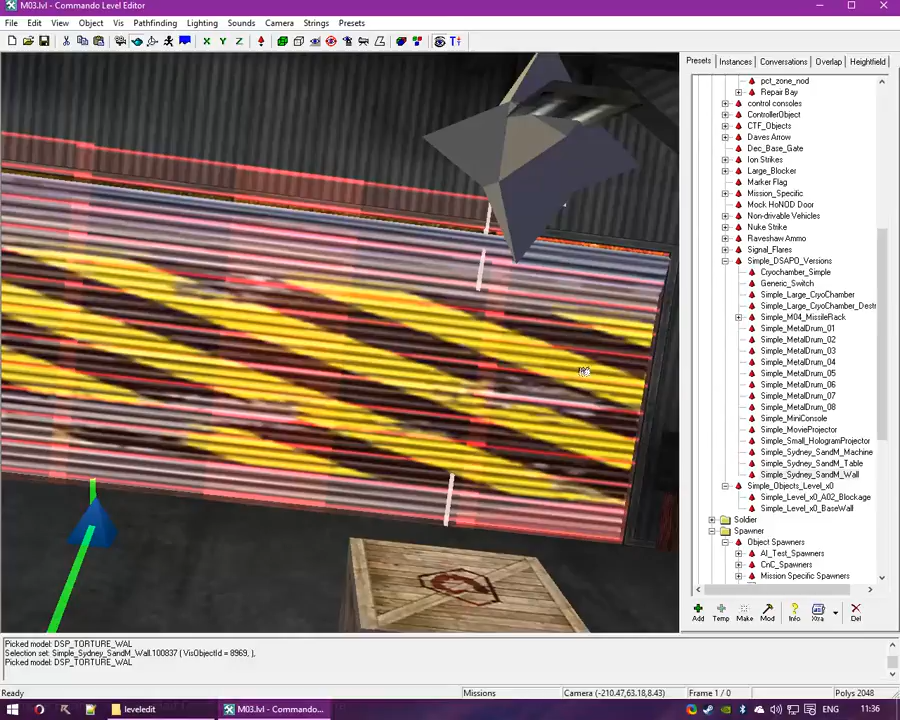 M03.lvl - Commando Level Editor
File Edit View Object Vis Pathfinding Lighting Sounds Camera Strings Presets
X Y Z
Presets Instances Conversations Overlap Heightfield
pct_zone_nod
Repair Bay
control consoles
ControllerObject
CTF_Objects
Daves Arrow
Dec_Base_Gate
Ion Strikes
Large_Blocker
Marker Flag
Mission_Specific
Mock HoNOD Door
Non-drivable Vehicles
Nuke Strike
Raveshaw Ammo
Signal_Flares
Simple_DSAPO_Versions
Cryochamber_Simple
Generic_Switch
Simple_Large_CryoChamber
Simple_Large_CryoChamber_Destr
Simple_M04_MissileRack
Simple_MetalDrum_01
Simple_MetalDrum_02
Simple_MetalDrum_03
Simple_MetalDrum_04
Simple_MetalDrum_05
Simple_MetalDrum_06
Simple_MetalDrum_07
Simple_MetalDrum_08
Simple_MiniConsole
Simple_MovieProjector
Simple_Small_HologramProjector
Simple_Sydney_SandM_Machine
Simple_Sydney_SandM_Table
Simple_Sydney_SandM_Wall
Simple_Objects_Level_x0
Simple_Level_x0_A02_Blockage
Simple_Level_x0_BaseWall
Soldier
Spawner
Object Spawners
AI_Test_Spawners
CnC_Spawners
Mission Specific Spawners
Add Temp Make Mod Info Xtra Del
Picked model: DSP_TORTURE_WAL
Selection set: Simple_Sydney_SandM_Wall.100837 ( VisObjectId = 8969, ),
Picked model: DSP_TORTURE_WAL
Ready Missions Camera (-210.47,63.18,8.43) Frame 1 / 0 Polys 2048
leveledit M03.lvl - Commando... ENG 11:36